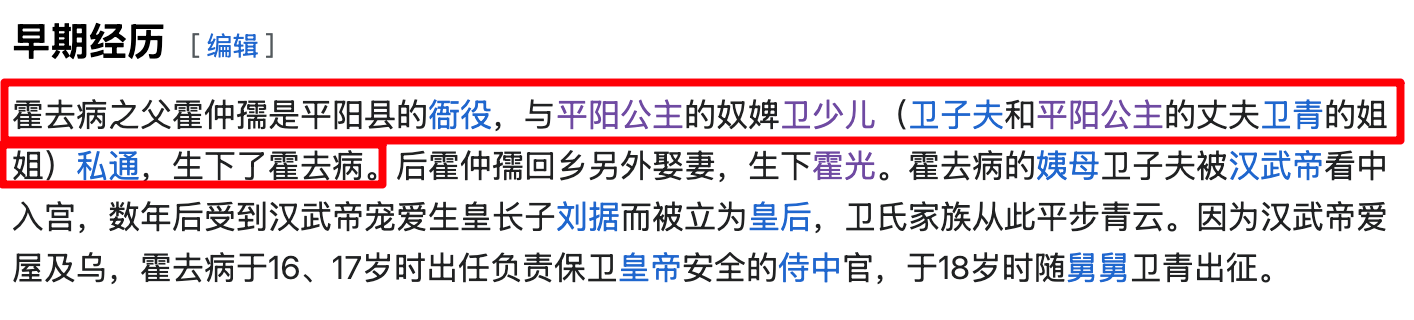 早期经历 [编辑]
霍去病之父霍仲孺是平阳县的衙役，与平阳公主的奴婢卫少儿（卫子夫和平阳公主的丈夫卫青的姐
姐）私通，生下了霍去病。后霍仲孺回乡另外娶妻，生下霍光。霍去病的姨母卫子夫被汉武帝看中
入宫，数年后受到汉武帝宠爱生皇长子刘据而被立为皇后，卫氏家族从此平步青云。因为汉武帝爱
屋及乌，霍去病于16、17岁时出任负责保卫皇帝安全的侍中官，于18岁时随舅舅卫青出征。